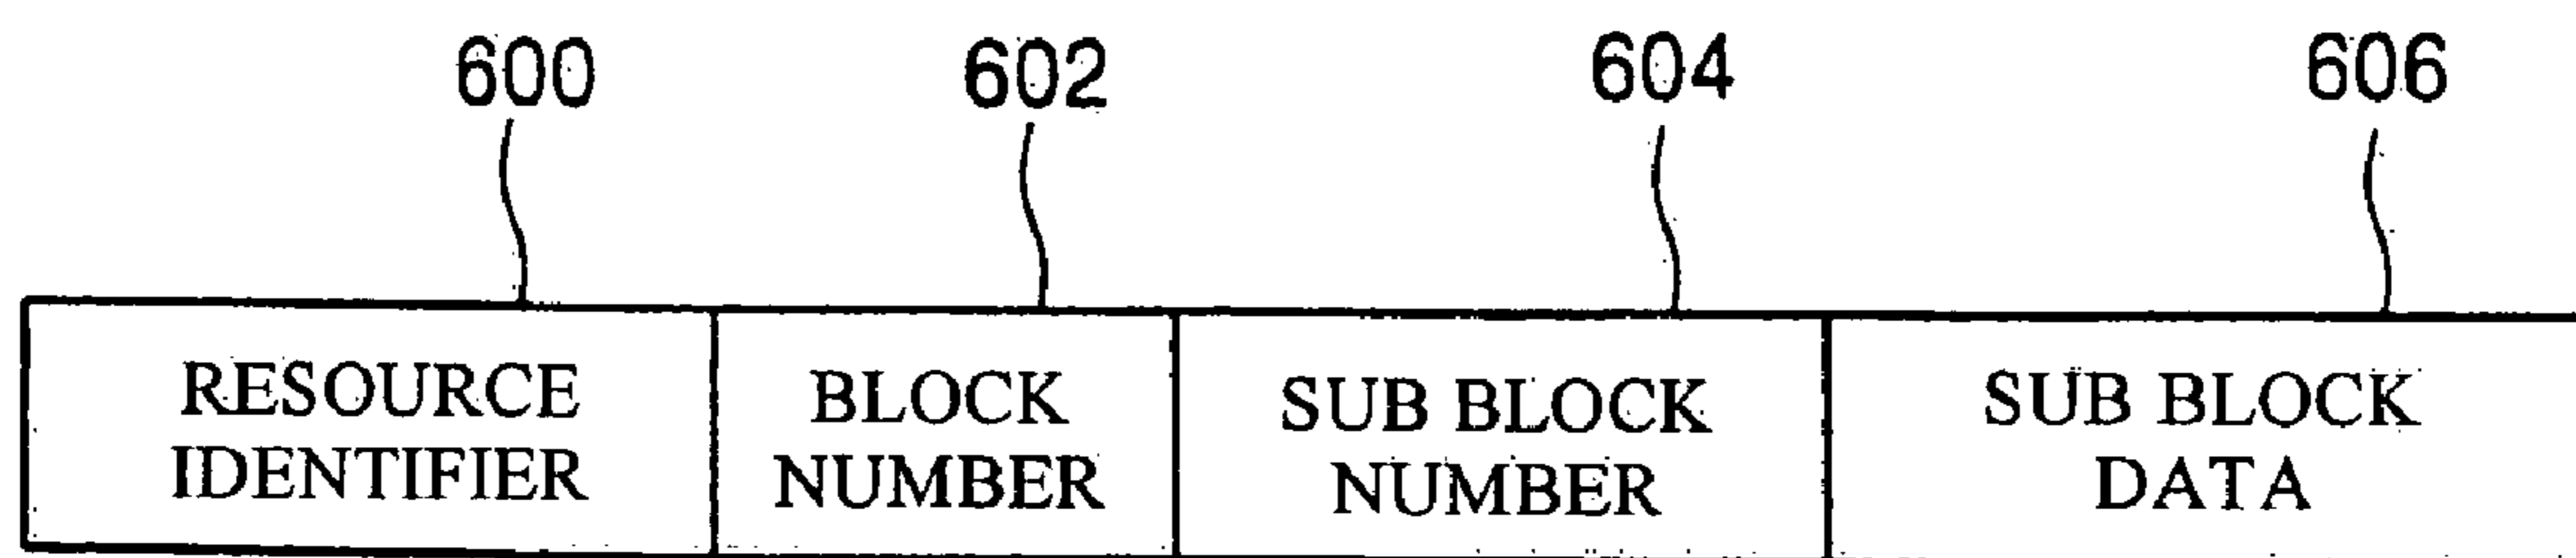 600 602 604 606
RESOURCE IDENTIFIER
BLOCK NUMBER
SUB BLOCK NUMBER
SUB BLOCK DATA